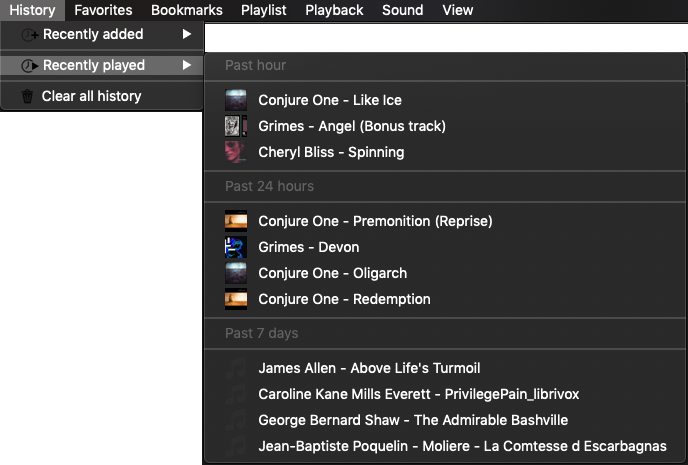 History Favorites Bookmarks Playlist Playback Sound View
Recently added
Recently played
Clear all history
Past hour
Conjure One - Like Ice
Grimes - Angel (Bonus track)
Cheryl Bliss - Spinning
Past 24 hours
Conjure One - Premonition (Reprise)
Grimes - Devon
Conjure One - Oligarch
Conjure One - Redemption
Past 7 days
James Allen - Above Life's Turmoil
Caroline Kane Mills Everett - PrivilegePain_librivox
George Bernard Shaw - The Admirable Bashville
Jean-Baptiste Poquelin - Moliere - La Comtesse d Escarbagnas